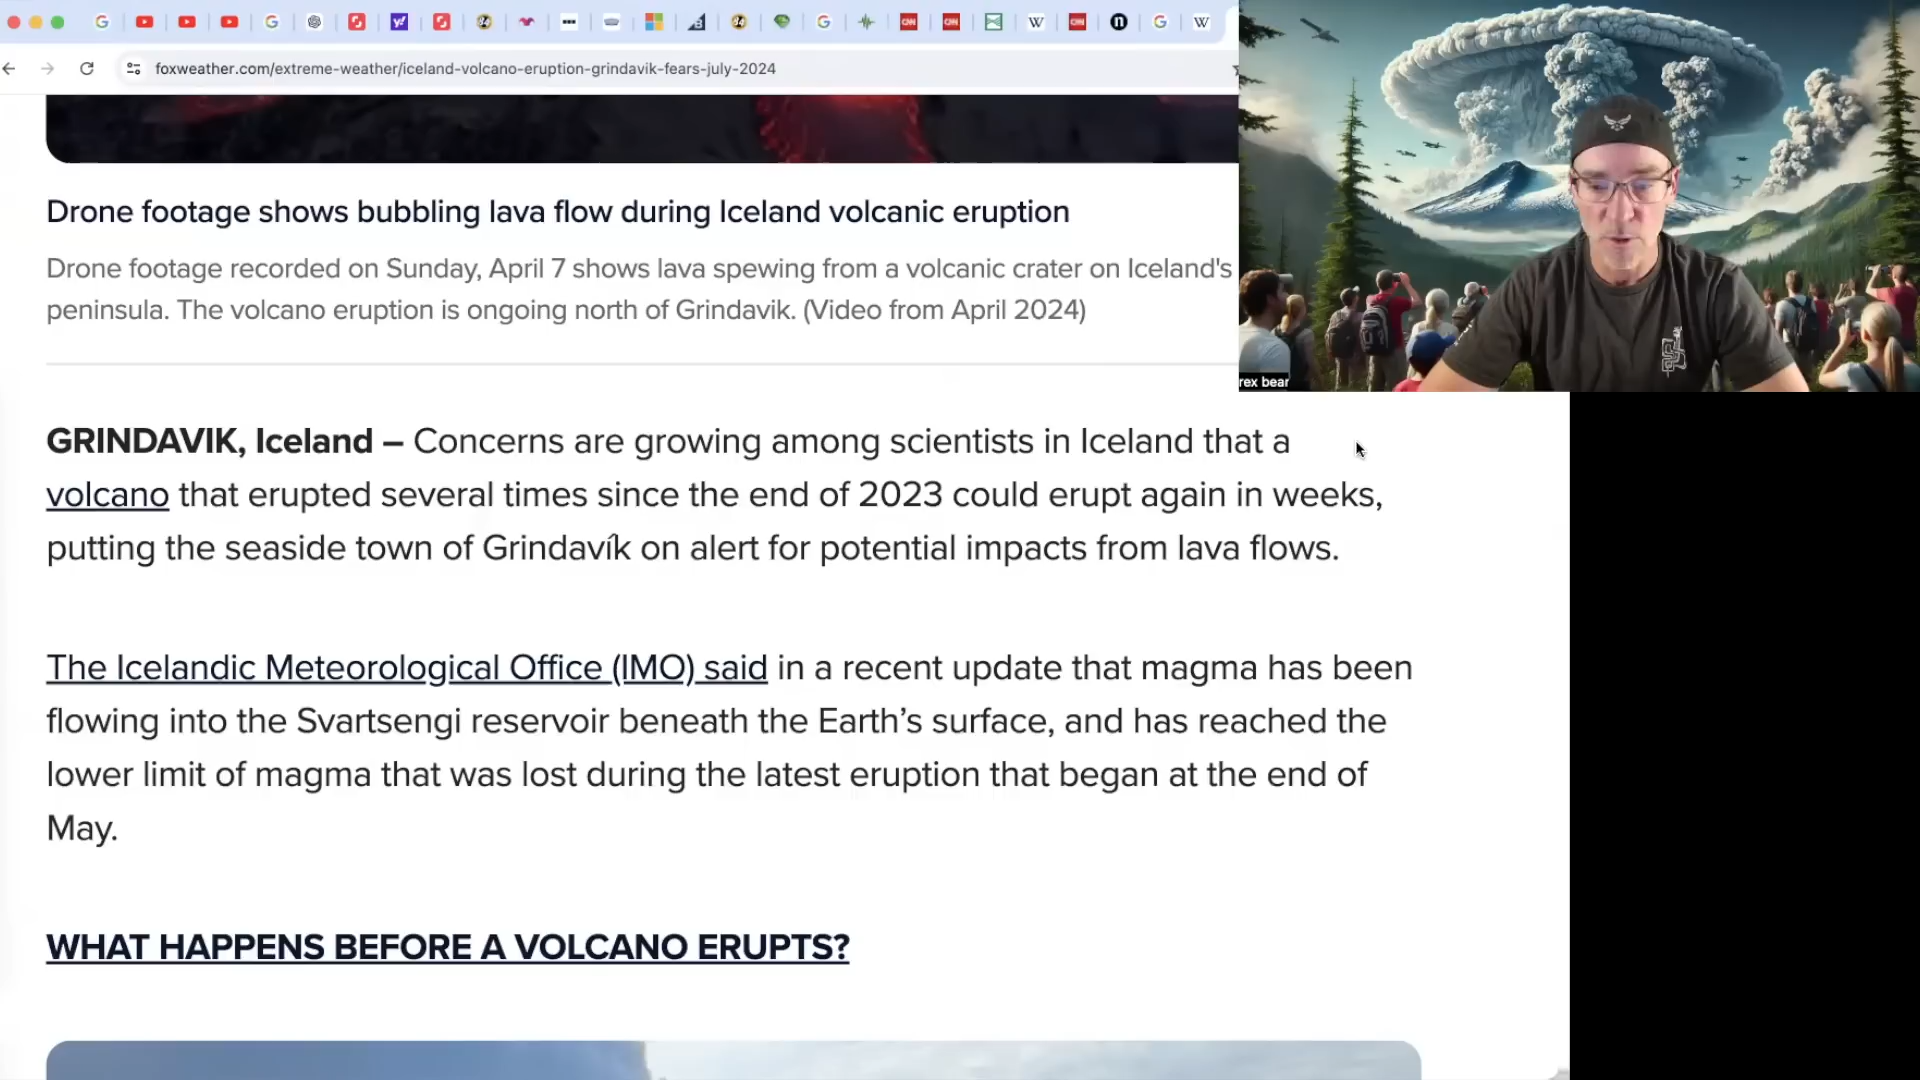 foxweather.com/extreme-weather/iceland-volcano-eruption-grindavik-fears-july-2024
Drone footage shows bubbling lava flow during Iceland volcanic eruption
Drone footage recorded on Sunday, April 7 shows lava spewing from a volcanic crater on Iceland's
peninsula. The volcano eruption is ongoing north of Grindavik. (Video from April 2024)
rex bear
GRINDAVIK, Iceland – Concerns are growing among scientists in Iceland that a
volcano that erupted several times since the end of 2023 could erupt again in weeks,
putting the seaside town of Grindavík on alert for potential impacts from lava flows.
The Icelandic Meteorological Office (IMO) said in a recent update that magma has been
flowing into the Svartsengi reservoir beneath the Earth’s surface, and has reached the
lower limit of magma that was lost during the latest eruption that began at the end of
May.
WHAT HAPPENS BEFORE A VOLCANO ERUPTS?